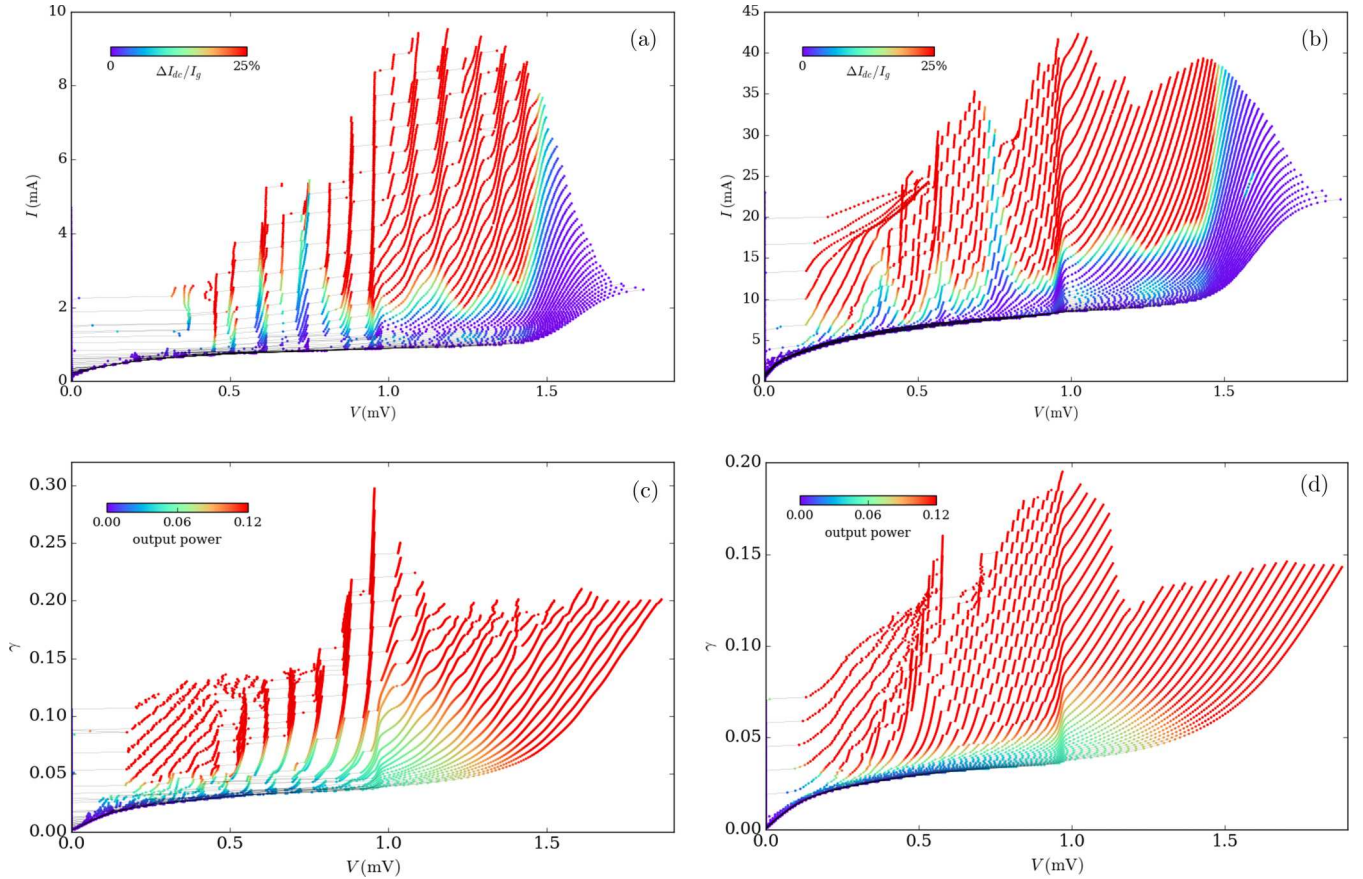 (a)
0 25%
ΔI_dc/I_g
10
8
6
4
2
0
I (mA)
0.0 0.5 1.0 1.5
V (mV)
(b)
0 25%
ΔI_dc/I_g
45
40
35
30
25
20
15
10
5
0
I (mA)
0.0 0.5 1.0 1.5
V (mV)
(c)
0.00 0.06 0.12
output power
0.30
0.25
0.20
0.15
0.10
0.05
0.00
γ
0.0 0.5 1.0 1.5
V (mV)
(d)
0.00 0.06 0.12
output power
0.20
0.15
0.10
0.05
0.00
γ
0.0 0.5 1.0 1.5
V (mV)